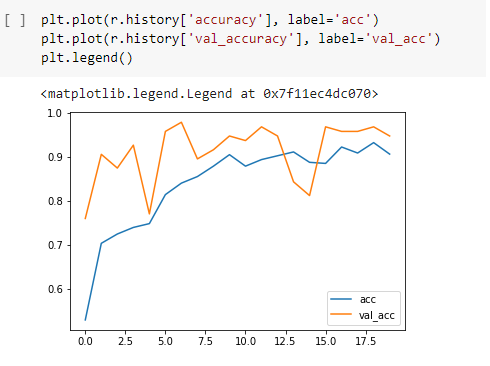 [ ] plt.plot(r.history['accuracy'], label='acc')
plt.plot(r.history['val_accuracy'], label='val_acc')
plt.legend()
<matplotlib.legend.Legend at 0x7f11ec4dc070>
1.0
0.9
0.8
0.7
0.6
acc
val_acc
0.0 2.5 5.0 7.5 10.0 12.5 15.0 17.5